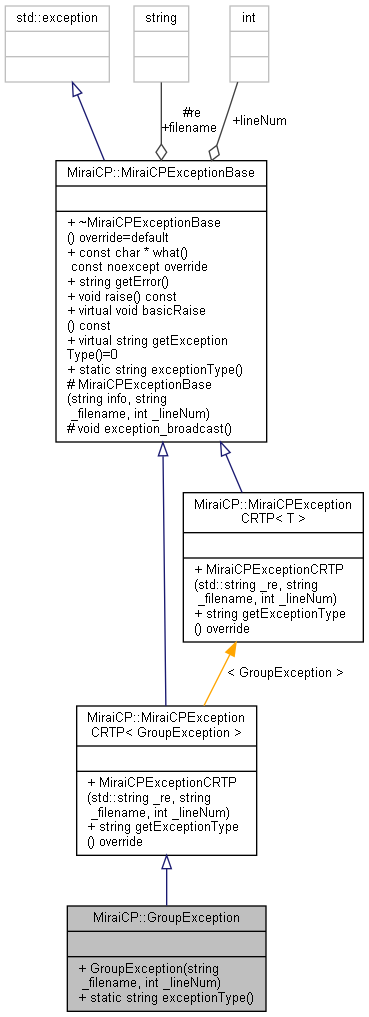 std::exception
string
int
#re
+filename
+lineNum
MiraiCP::MiraiCPExceptionBase
+ ~MiraiCPExceptionBase
() override=default
+ const char * what()
const noexcept override
+ string getError()
+ void raise() const
+ virtual void basicRaise
() const
+ virtual string getException
Type()=0
+ static string exceptionType()
# MiraiCPExceptionBase
(string info, string
_filename, int _lineNum)
# void exception_broadcast()
MiraiCP::MiraiCPException
CRTP< T >
+ MiraiCPExceptionCRTP
(std::string _re, string
_filename, int _lineNum)
+ string getExceptionType
() override
< GroupException >
MiraiCP::MiraiCPException
CRTP< GroupException >
+ MiraiCPExceptionCRTP
(std::string _re, string
_filename, int _lineNum)
+ string getExceptionType
() override
MiraiCP::GroupException
+ GroupException(string
_filename, int _lineNum)
+ static string exceptionType()